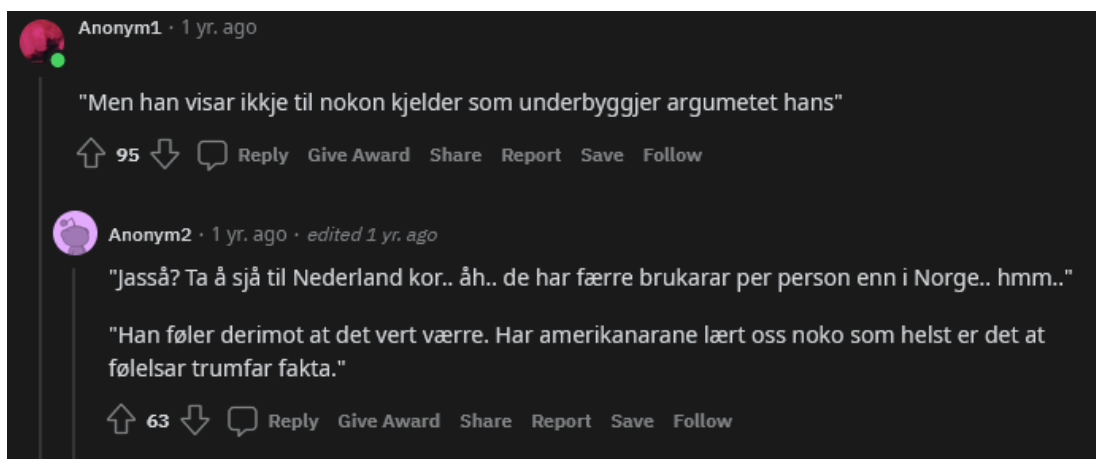 Anonym1 · 1 yr. ago
"Men han visar ikkje til nokon kjelder som underbyggjer argumetet hans"
95 Reply Give Award Share Report Save Follow
Anonym2 · 1 yr. ago · edited 1 yr. ago
"Jasså? Ta å sjå til Nederland kor.. åh.. de har færre brukarar per person enn i Norge.. hmm.."
"Han føler derimot at det vert værre. Har amerikanarane lært oss noko som helst er det at
følelsar trumfar fakta."
63 Reply Give Award Share Report Save Follow